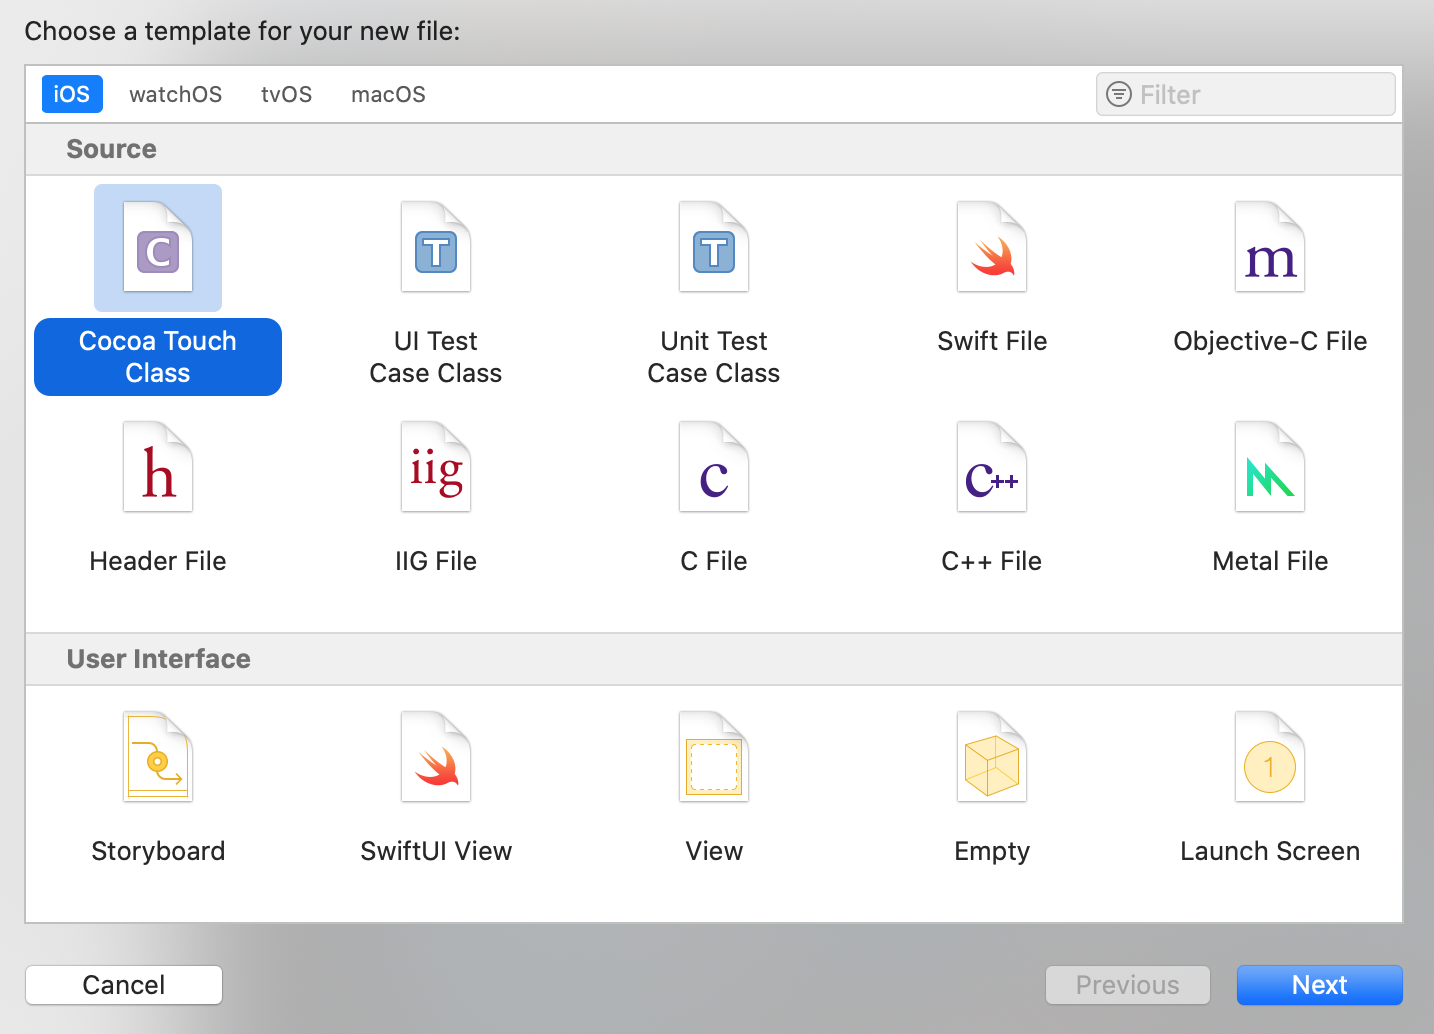 Choose a template for your new file:
iOS watchOS tvOS macOS Filter
Source
C T T m
Cocoa Touch
Class
UI Test
Case Class
Unit Test
Case Class
Swift File
Objective-C File
h iig c C++
Header File
IIG File
C File
C++ File
Metal File
User Interface
1
Storyboard
SwiftUI View
View
Empty
Launch Screen
Cancel Previous Next